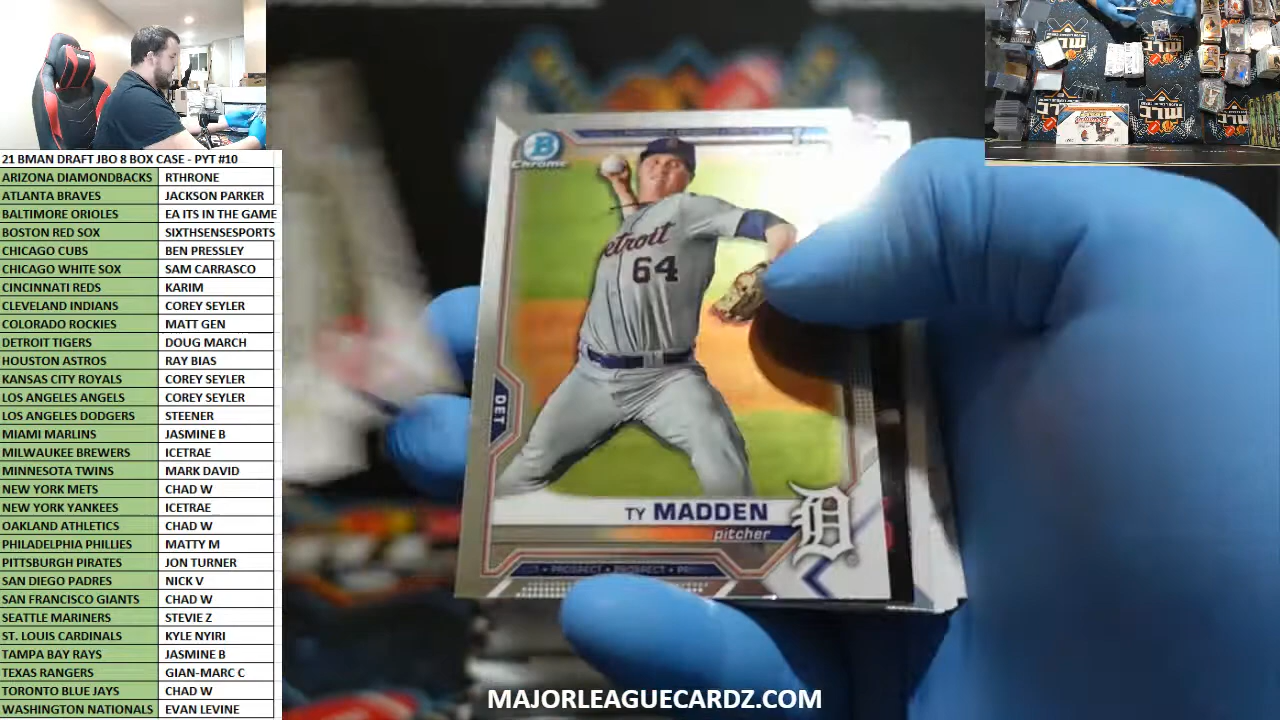 21 BMAN DRAFT JBO 8 BOX CASE - PYT #10
ARIZONA DIAMONDBACKS RTHRONE
ATLANTA BRAVES JACKSON PARKER
BALTIMORE ORIOLES EA ITS IN THE GAME
BOSTON RED SOX SIXTHSENSESPORTS
CHICAGO CUBS BEN PRESSLEY
CHICAGO WHITE SOX SAM CARRASCO
CINCINNATI REDS KARIM
CLEVELAND INDIANS COREY SEYLER
COLORADO ROCKIES MATT GEN
DETROIT TIGERS DOUG MARCH
HOUSTON ASTROS RAY BIAS
KANSAS CITY ROYALS COREY SEYLER
LOS ANGELES ANGELS COREY SEYLER
LOS ANGELES DODGERS STEENER
MIAMI MARLINS JASMINE B
MILWAUKEE BREWERS ICETRAE
MINNESOTA TWINS MARK DAVID
NEW YORK METS CHAD W
NEW YORK YANKEES ICETRAE
OAKLAND ATHLETICS CHAD W
PHILADELPHIA PHILLIES MATTY M
PITTSBURGH PIRATES JON TURNER
SAN DIEGO PADRES NICK V
SAN FRANCISCO GIANTS CHAD W
SEATTLE MARINERS STEVIE Z
ST. LOUIS CARDINALS KYLE NYIRI
TAMPA BAY RAYS JASMINE B
TEXAS RANGERS GIAN-MARC C
TORONTO BLUE JAYS CHAD W
WASHINGTON NATIONALS EVAN LEVINE
B
Chrome
etroit
64
DET
TY MADDEN
pitcher
D
PROSPECT
MAJORLEAGUECARDZ.COM